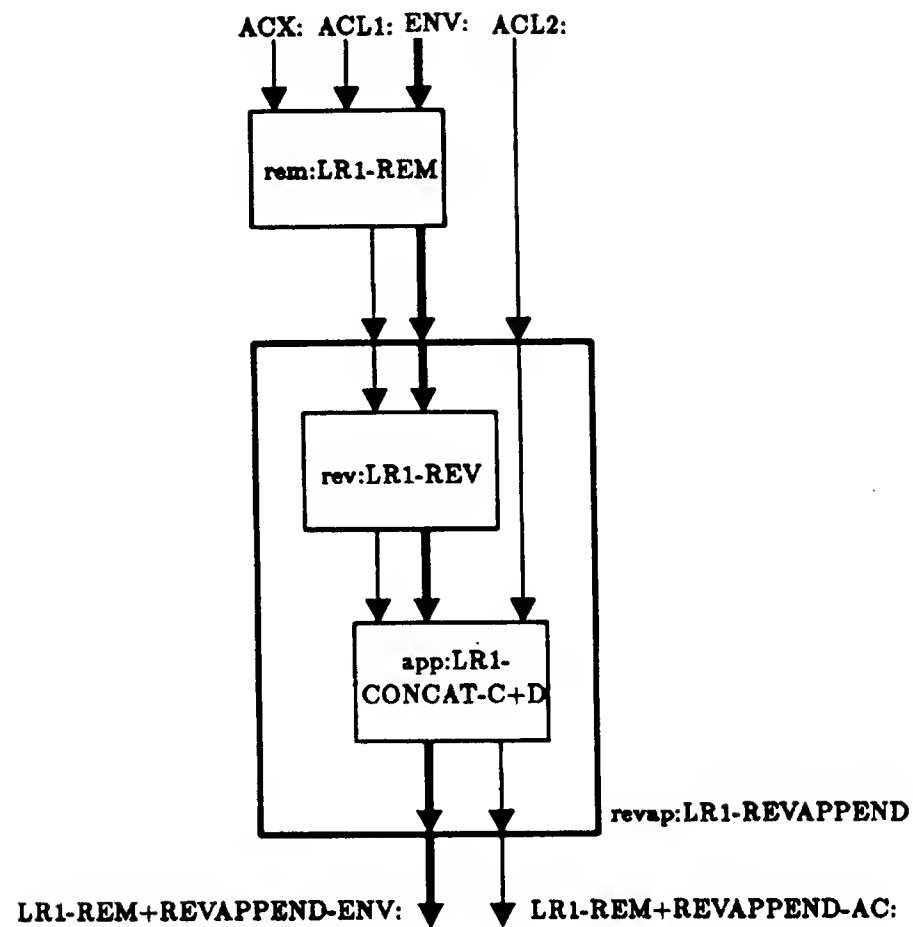 ACX: ACL1: ENV: ACL2:
rem:LR1-REM
rev:LR1-REV
app:LR1-
CONCAT-C+D
revap:LR1-REVAPPEND
LR1-REM+REVAPPEND-ENV: LR1-REM+REVAPPEND-AC: